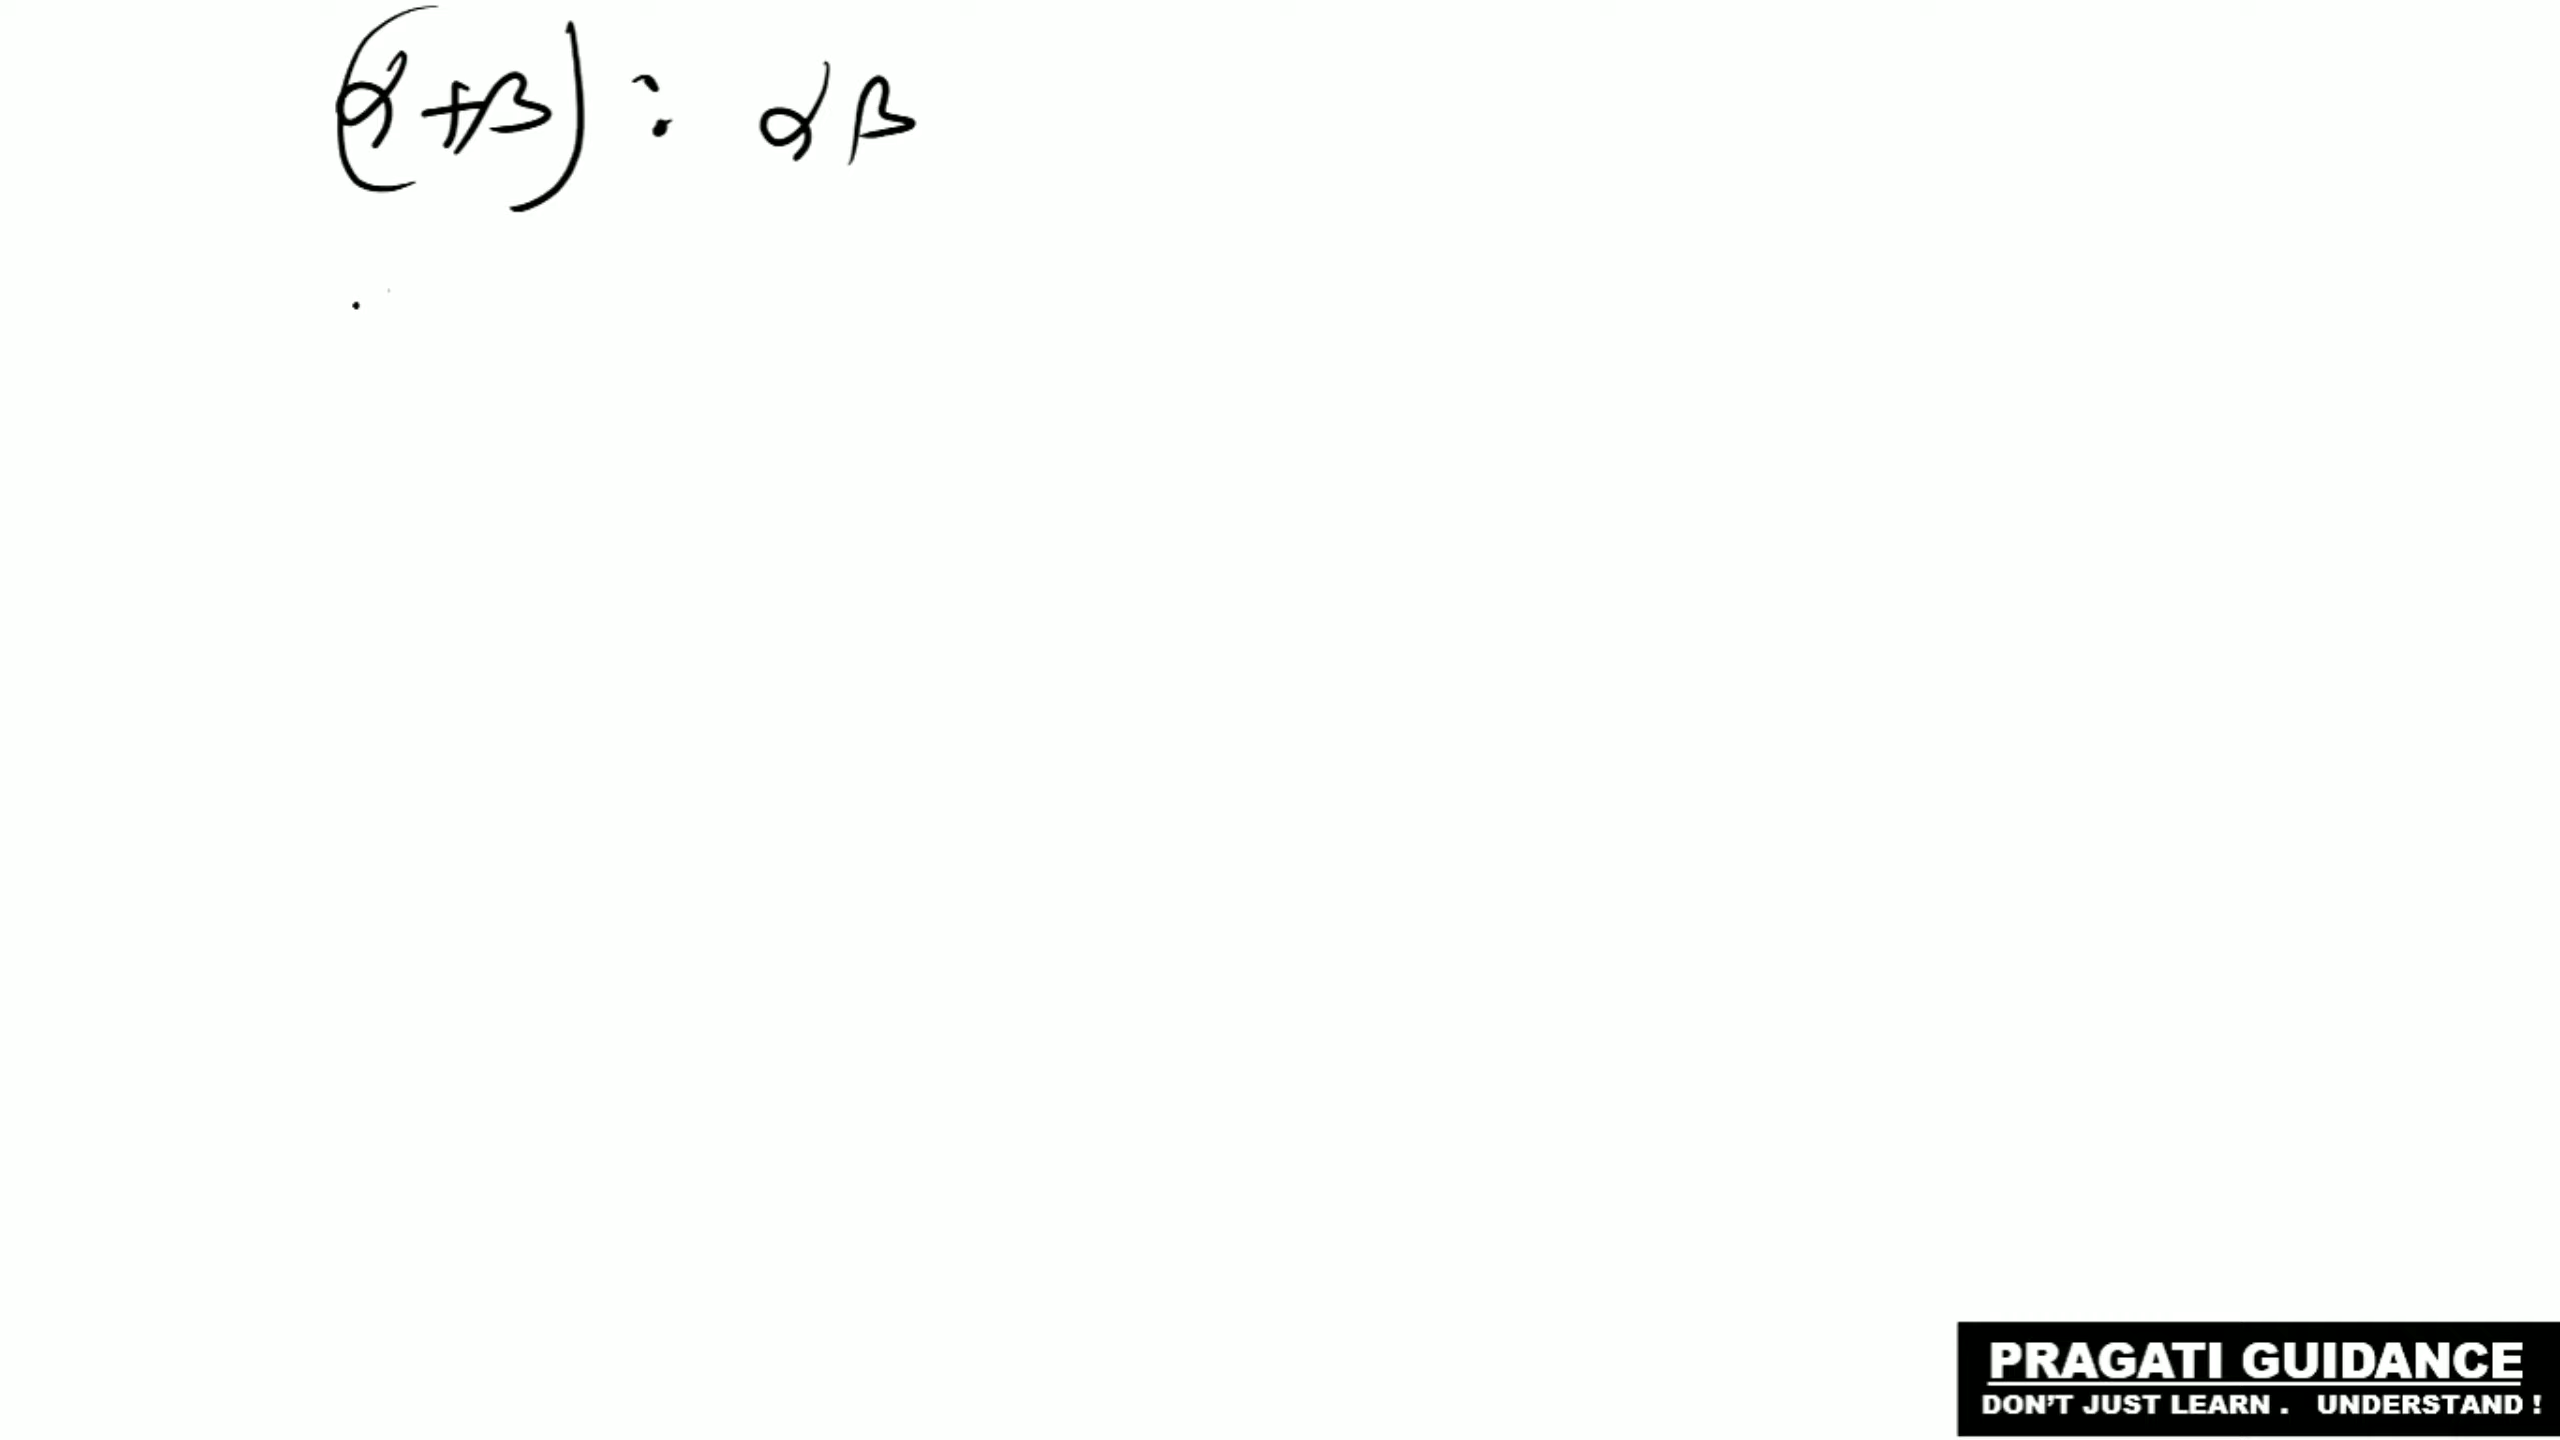 (α+β) : αβ
PRAGATI GUIDANCE
DON'T JUST LEARN . UNDERSTAND !